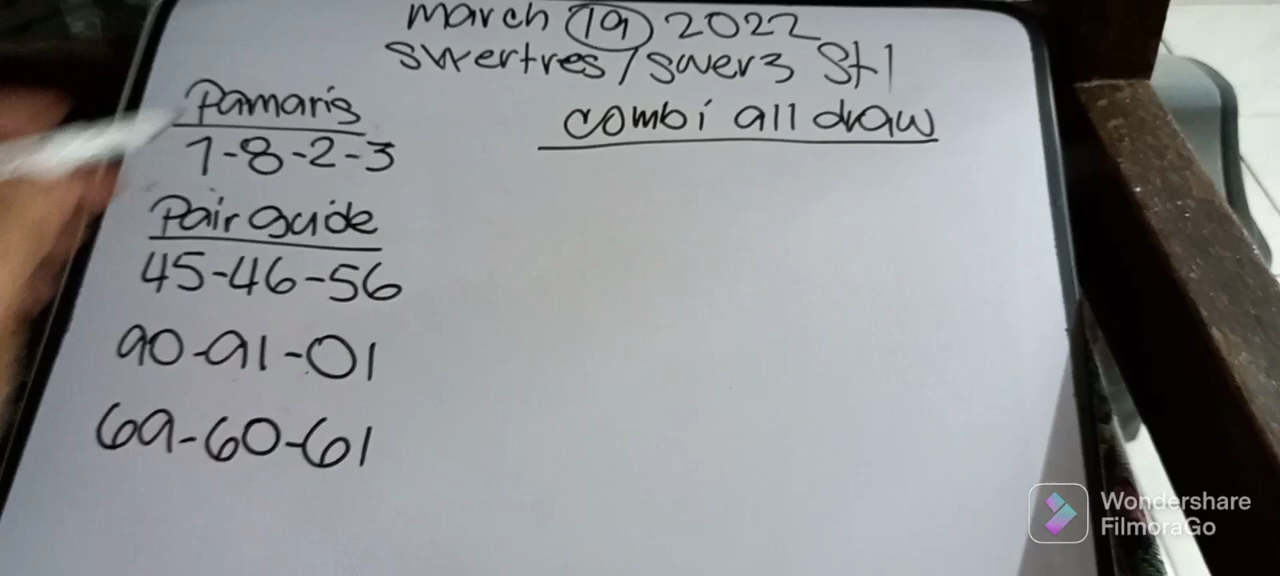 March 19 2022
Swertres/Swer3 Stl
Pamaris
7-8-2-3
combi all draw
Pair guide
45-46-56
90-91-01
69-60-61
Wondershare
FilmoraGo